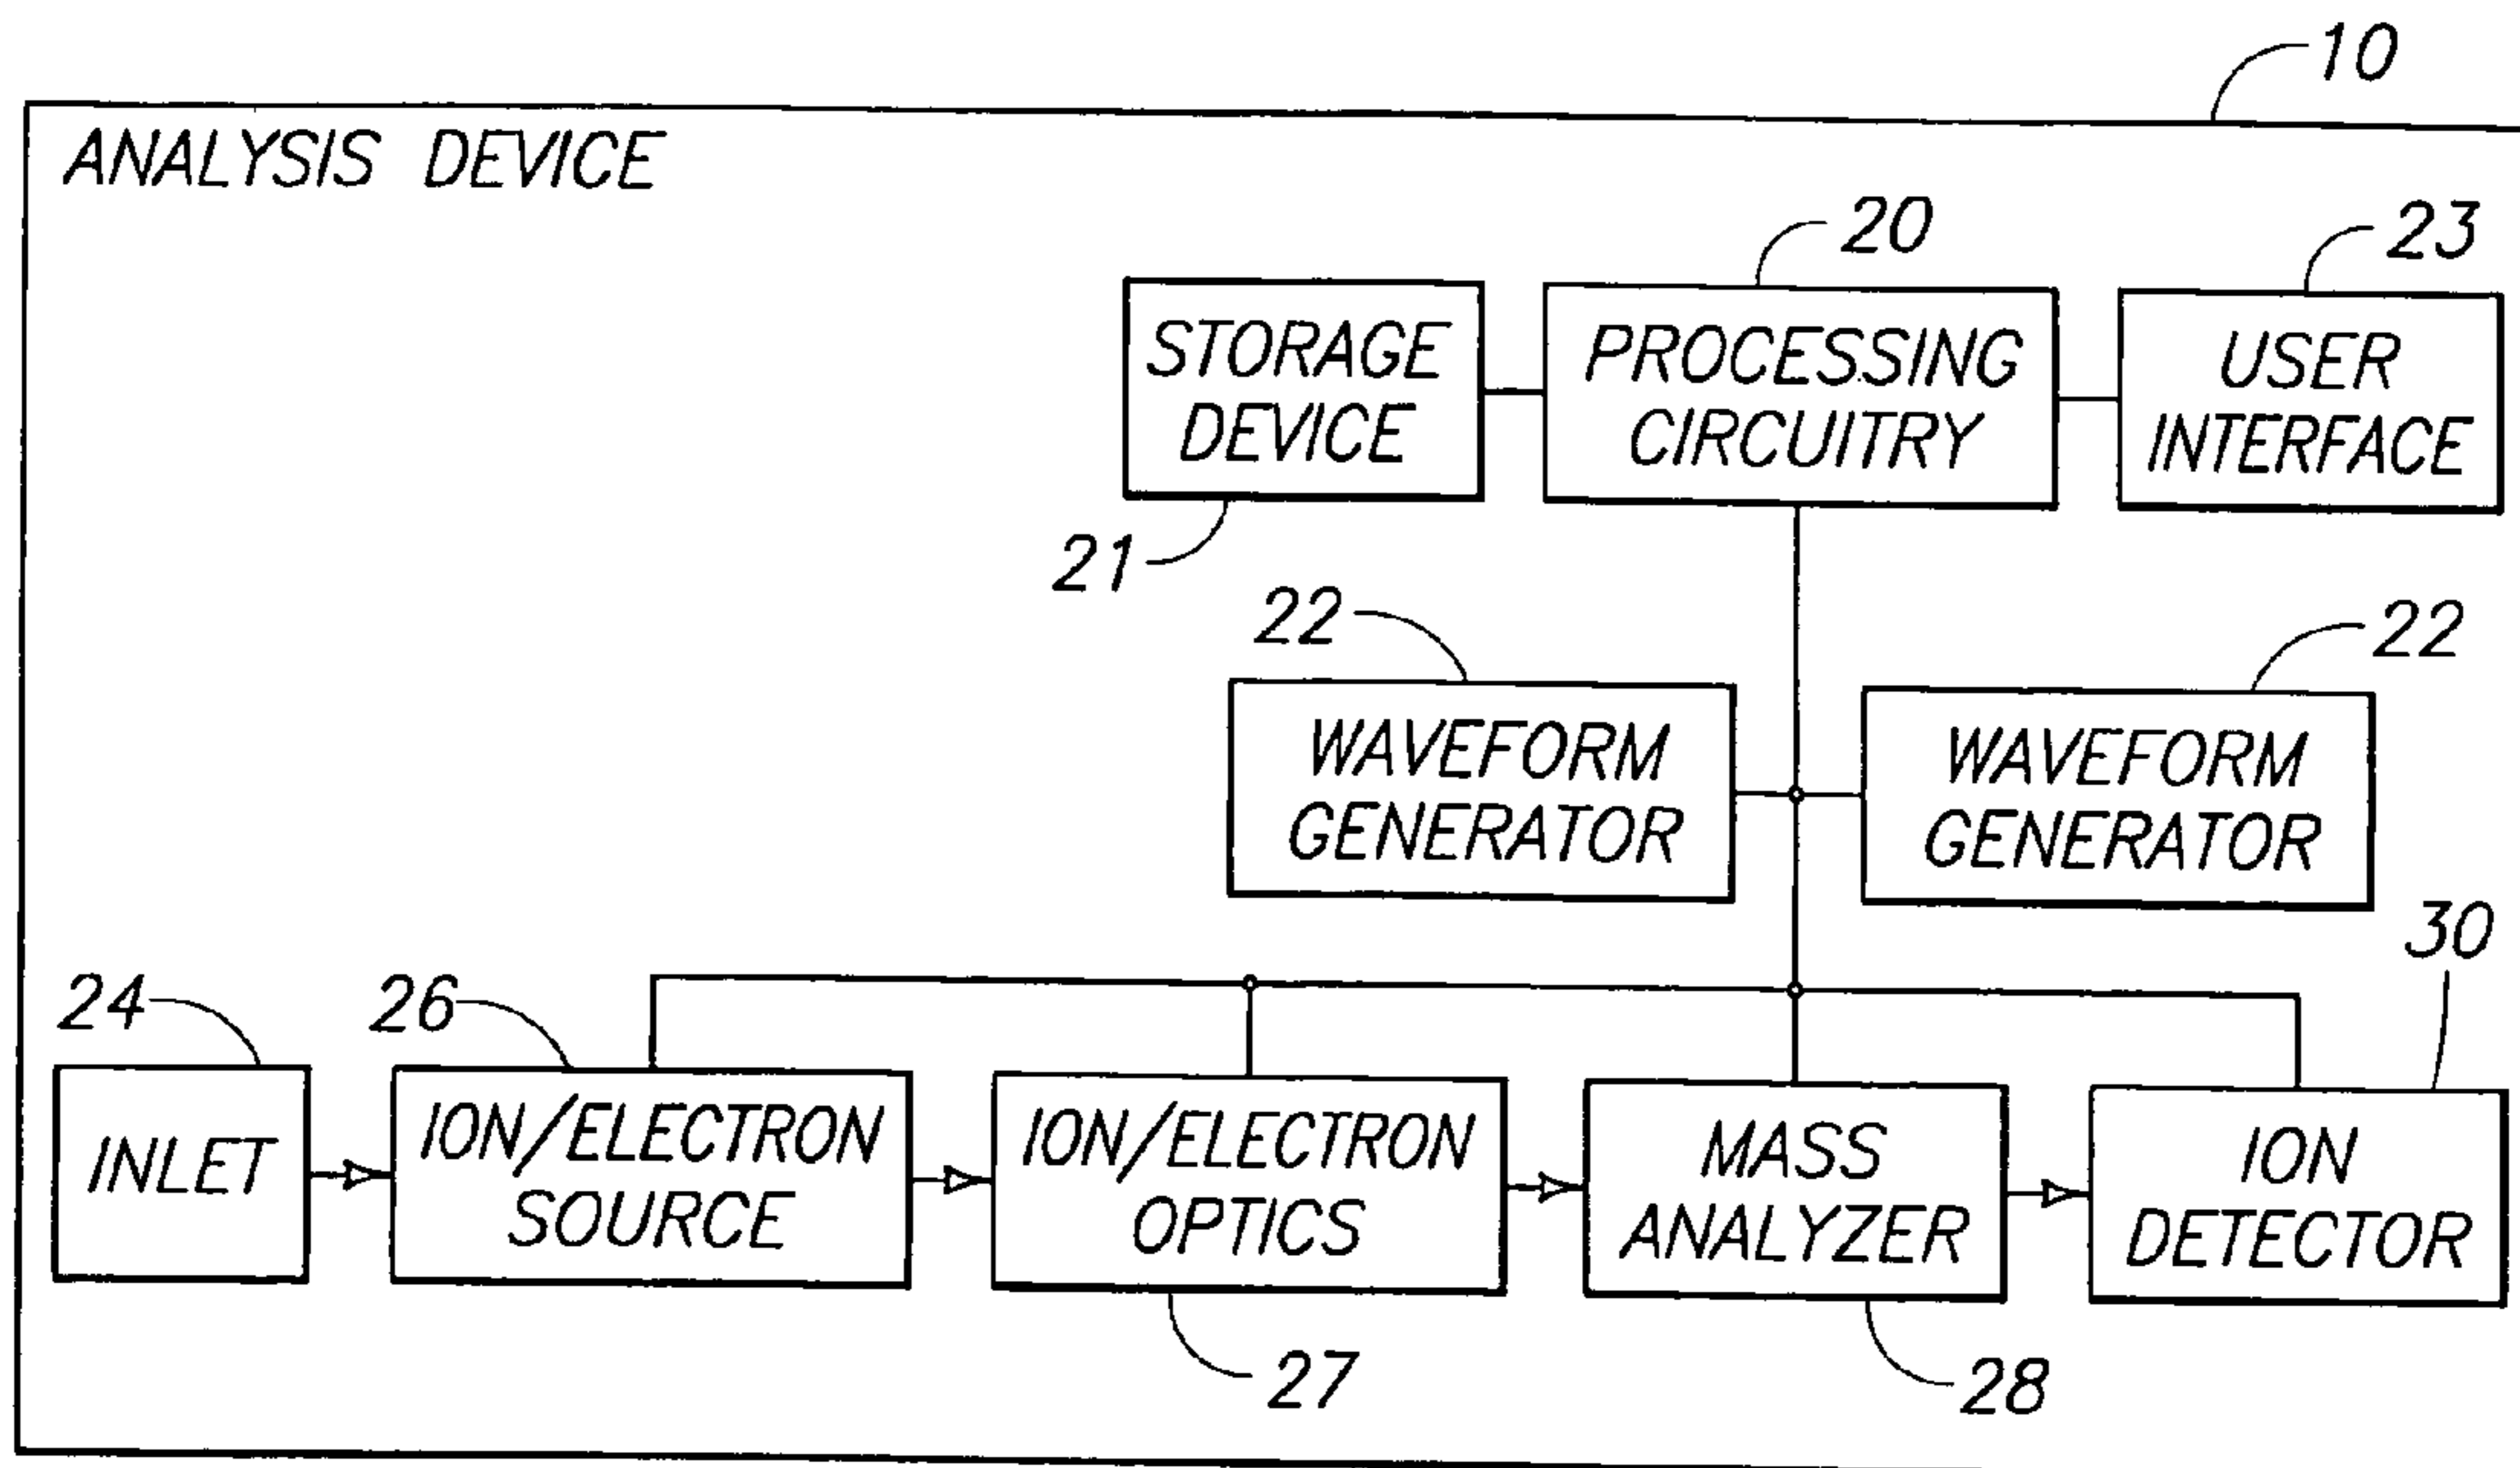 10
ANALYSIS DEVICE
20
23
STORAGE
DEVICE
PROCESSING
CIRCUITRY
USER
INTERFACE
21
22
22
WAVEFORM
GENERATOR
WAVEFORM
GENERATOR
30
24
26
INLET
ION/ELECTRON
SOURCE
ION/ELECTRON
OPTICS
MASS
ANALYZER
ION
DETECTOR
27
28